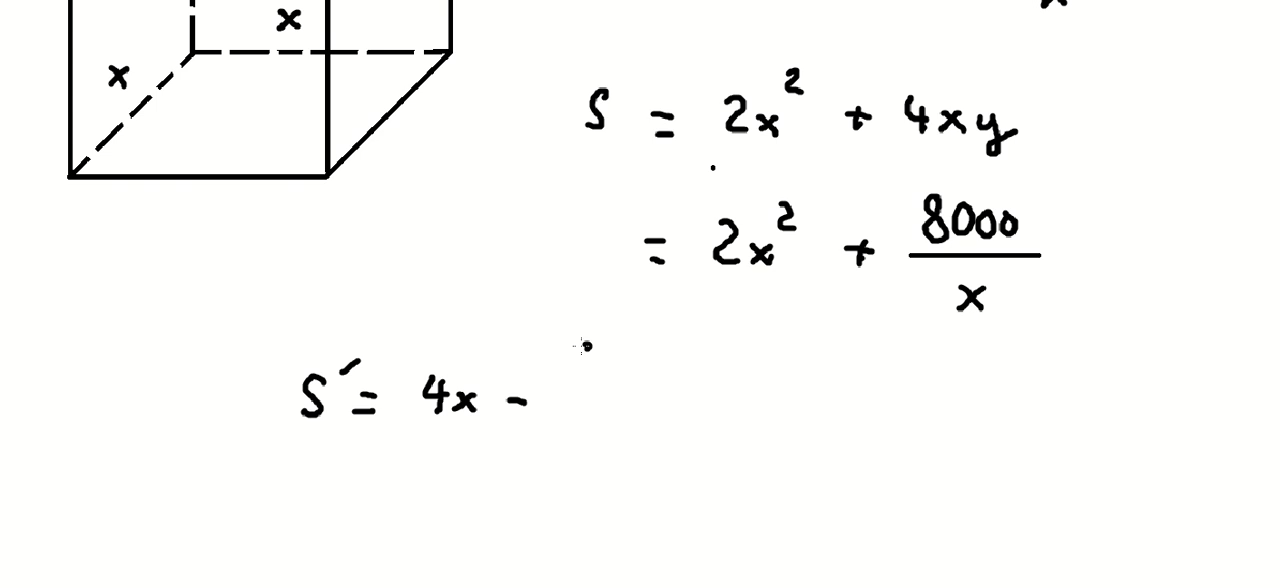 x
x
S = 2x² + 4xy
= 2x² + 8000/x
S′ = 4x -